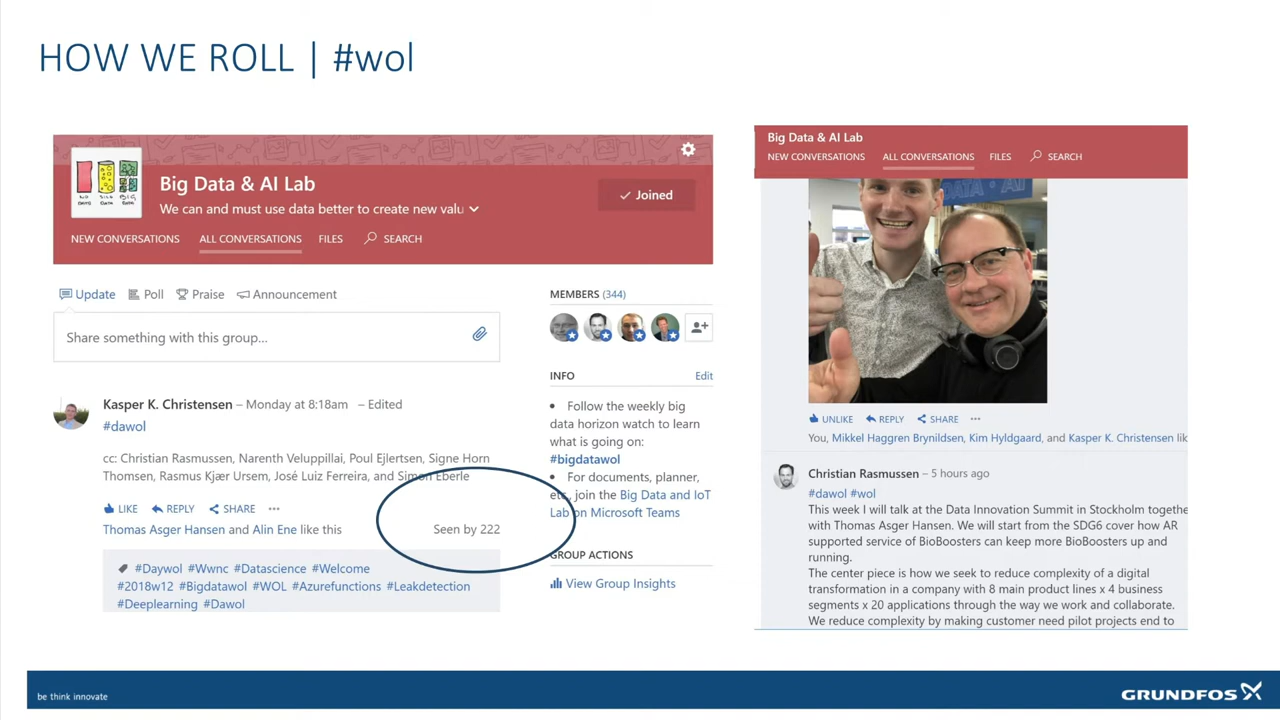 HOW WE ROLL | #wol
Big Data & AI Lab
We can and must use data better to create new valu
Joined
NEW CONVERSATIONS ALL CONVERSATIONS FILES SEARCH
Update Poll Praise Announcement
Share something with this group...
Kasper K. Christensen – Monday at 8:18am – Edited
#dawol
cc: Christian Rasmussen, Narenth Veluppillai, Poul Ejlertsen, Signe Horn
Thomsen, Rasmus Kjær Ursem, José Luiz Ferreira, and Simon Eberle
LIKE REPLY SHARE ...
Thomas Asger Hansen and Alin Ene like this
Seen by 222
#Daywol #Wwnc #Datascience #Welcome
#2018w12 #Bigdatawol #WOL #Azurefunctions #Leakdetection
#Deeplearning #Dawol
MEMBERS (344)
INFO Edit
• Follow the weekly big
data horizon watch to learn
what is going on:
#bigdatawol
• For documents, planner,
etc, join the Big Data and IoT
Lab on Microsoft Teams
GROUP ACTIONS
View Group Insights
Big Data & AI Lab
NEW CONVERSATIONS ALL CONVERSATIONS FILES SEARCH
DATA AI
UNLIKE REPLY SHARE ...
You, Mikkel Haggren Brynildsen, Kim Hyldgaard, and Kasper K. Christensen lik
Christian Rasmussen – 5 hours ago
#dawol #wol
This week I will talk at the Data Innovation Summit in Stockholm togethe
with Thomas Asger Hansen. We will start from the SDG6 cover how AR
supported service of BioBoosters can keep more BioBoosters up and
running.
The center piece is how we seek to reduce complexity of a digital
transformation in a company with 8 main product lines x 4 business
segments x 20 applications through the way we work and collaborate.
We reduce complexity by making customer need pilot projects end to
be think innovate
GRUNDFOS